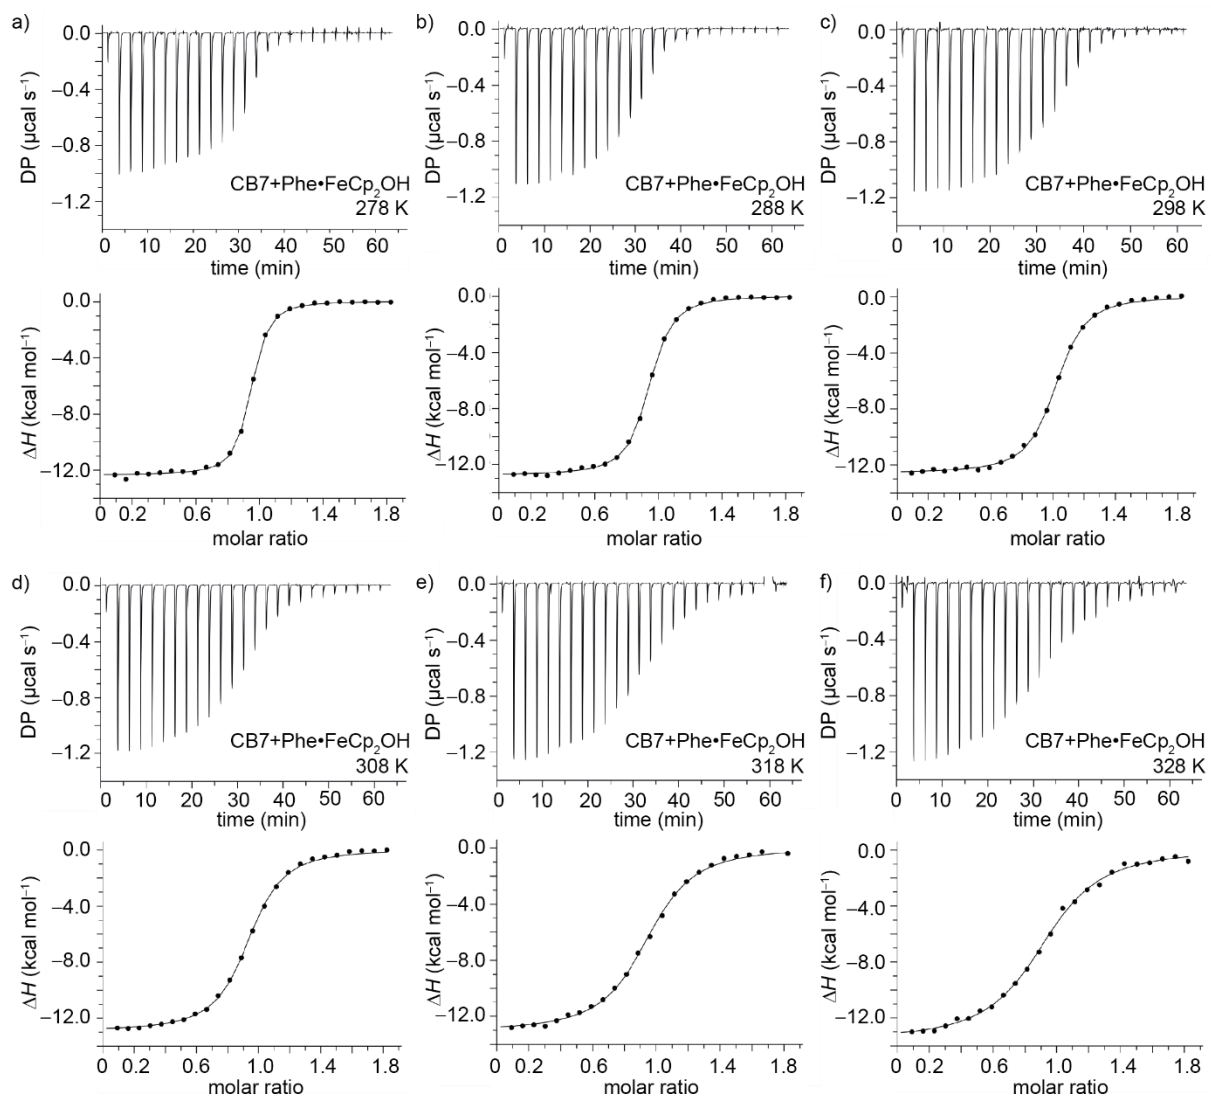 a)
0.0
−0.4
−0.8
−1.2
DP (µcal s⁻¹)
CB7+Phe•FeCp₂OH
278 K
0 10 20 30 40 50 60
time (min)
0.0
−4.0
−8.0
−12.0
ΔH (kcal mol⁻¹)
0 0.2 0.6 1.0 1.4 1.8
molar ratio
b)
0.0
−0.4
−0.8
−1.2
DP (µcal s⁻¹)
CB7+Phe•FeCp₂OH
288 K
0 10 20 30 40 50 60
time (min)
0.0
−4.0
−8.0
−12.0
ΔH (kcal mol⁻¹)
0 0.2 0.6 1.0 1.4 1.8
molar ratio
c)
0.0
−0.4
−0.8
−1.2
DP (µcal s⁻¹)
CB7+Phe•FeCp₂OH
298 K
0 10 20 30 40 50 60
time (min)
0.0
−4.0
−8.0
−12.0
ΔH (kcal mol⁻¹)
0 0.2 0.6 1.0 1.4 1.8
molar ratio
d)
0.0
−0.4
−0.8
−1.2
DP (µcal s⁻¹)
CB7+Phe•FeCp₂OH
308 K
0 10 20 30 40 50 60
time (min)
0.0
−4.0
−8.0
−12.0
ΔH (kcal mol⁻¹)
0 0.2 0.6 1.0 1.4 1.8
molar ratio
e)
0.0
−0.4
−0.8
−1.2
DP (µcal s⁻¹)
CB7+Phe•FeCp₂OH
318 K
0 10 20 30 40 50 60
time (min)
0.0
−4.0
−8.0
−12.0
ΔH (kcal mol⁻¹)
0 0.2 0.6 1.0 1.4 1.8
molar ratio
f)
0.0
−0.4
−0.8
−1.2
DP (µcal s⁻¹)
CB7+Phe•FeCp₂OH
328 K
0 10 20 30 40 50 60
time (min)
0.0
−4.0
−8.0
−12.0
ΔH (kcal mol⁻¹)
0 0.2 0.6 1.0 1.4 1.8
molar ratio